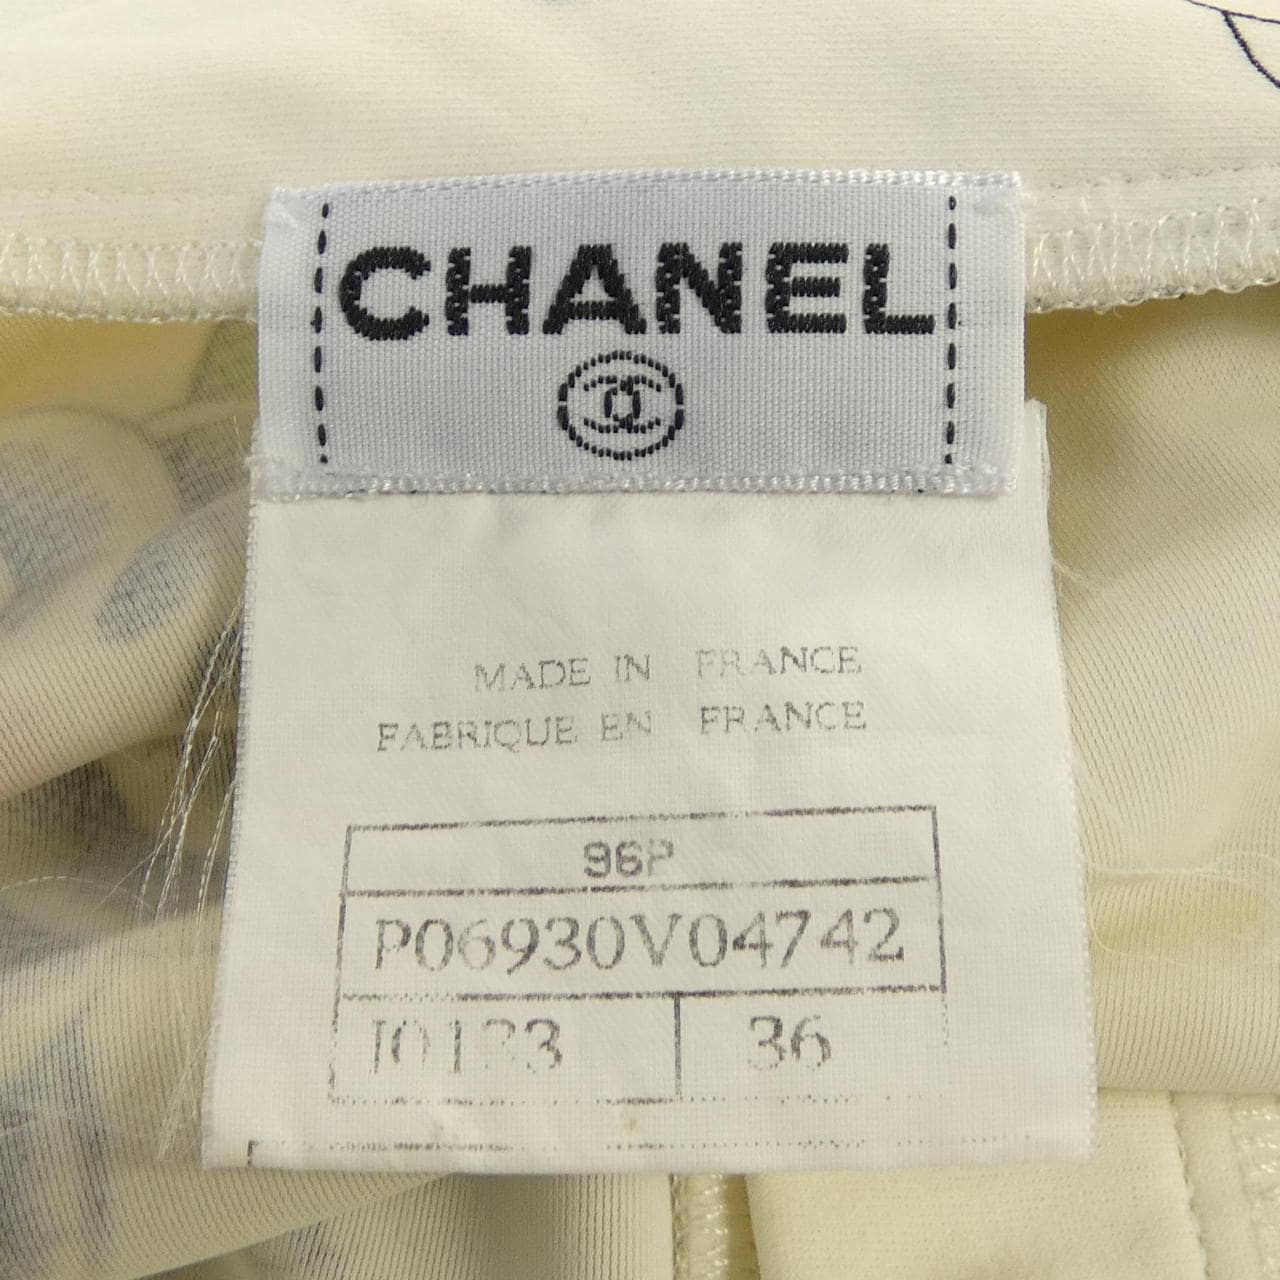 CHANEL
MADE IN FRANCE
FABRIQUE EN FRANCE
96P
P06930V04742
36